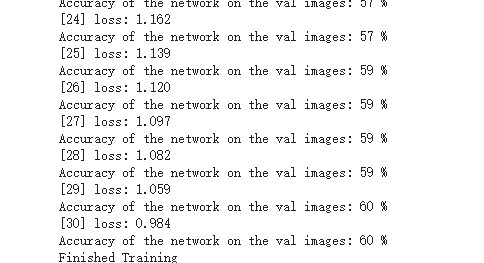 Accuracy of the network on the val images: 57 %
[24] loss: 1.162
Accuracy of the network on the val images: 57 %
[25] loss: 1.139
Accuracy of the network on the val images: 59 %
[26] loss: 1.120
Accuracy of the network on the val images: 59 %
[27] loss: 1.097
Accuracy of the network on the val images: 59 %
[28] loss: 1.082
Accuracy of the network on the val images: 59 %
[29] loss: 1.059
Accuracy of the network on the val images: 60 %
[30] loss: 0.984
Accuracy of the network on the val images: 60 %
Finished Training